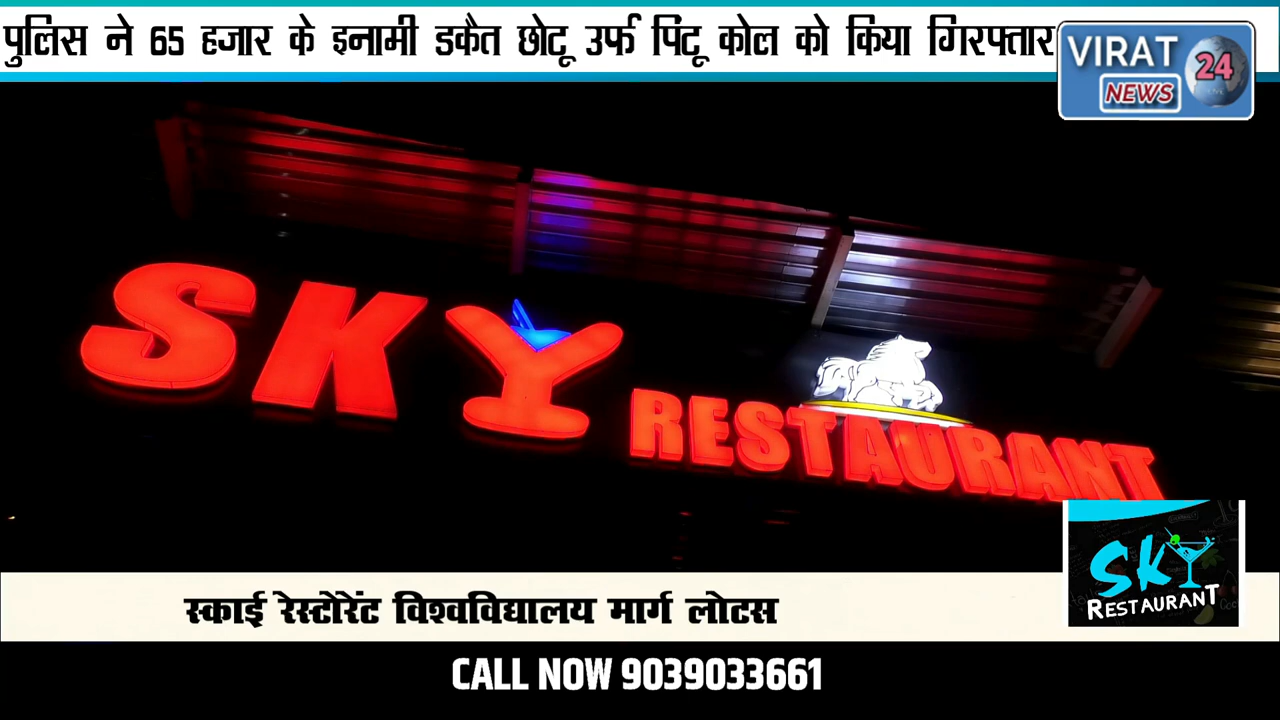 पुलिस ने 65 हजार के इनामी डकैत छोटू उर्फ पिंटू कोल को किया गिरफ्तार
VIRAT
24
NEWS
SKY
RESTAURANT
SKY
RESTAURANT
स्काई रेस्टोरेंट विश्वविद्यालय मार्ग लोटस
CALL NOW 9039033661